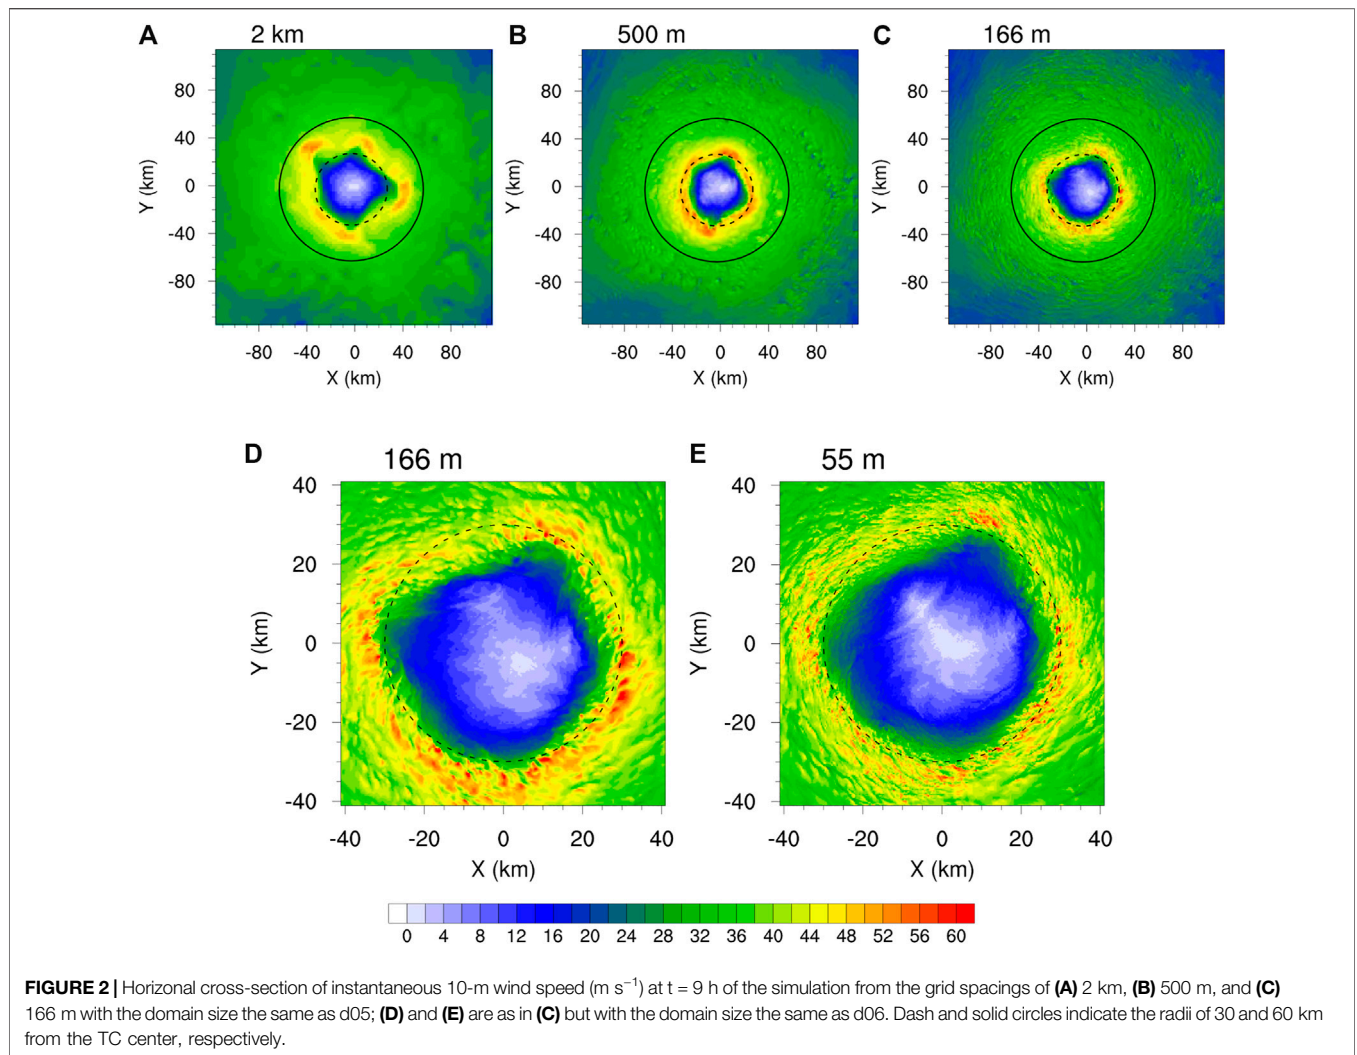 A 2 km B 500 m C 166 m
80
40
0
-40
-80
Y (km)
-80 -40 0 40 80
X (km)
80
40
0
-40
-80
Y (km)
-80 -40 0 40 80
X (km)
80
40
0
-40
-80
Y (km)
-80 -40 0 40 80
X (km)
D 166 m E 55 m
40
20
0
-20
-40
Y (km)
-40 -20 0 20 40
X (km)
40
20
0
-20
-40
Y (km)
-40 -20 0 20 40
X (km)
0 4 8 12 16 20 24 28 32 36 40 44 48 52 56 60
FIGURE 2 | Horizonal cross-section of instantaneous 10-m wind speed (m s⁻¹) at t = 9 h of the simulation from the grid spacings of (A) 2 km, (B) 500 m, and (C)
166 m with the domain size the same as d05; (D) and (E) are as in (C) but with the domain size the same as d06. Dash and solid circles indicate the radii of 30 and 60 km
from the TC center, respectively.